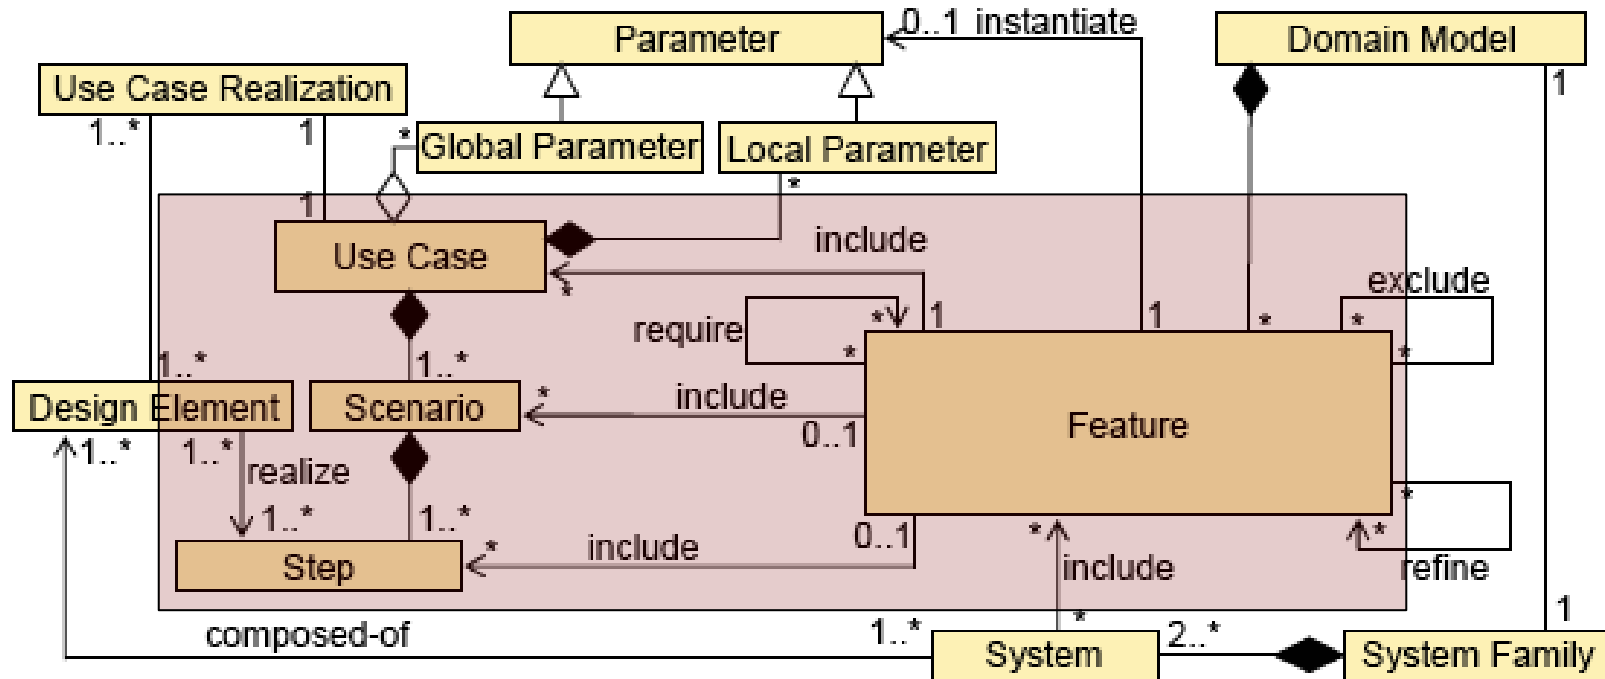 Parameter
0..1 instantiate
Domain Model
Use Case Realization
1
1..*
1
*
Global Parameter
Local Parameter
*
1
Use Case
include
*
exclude
require
*
1
1
*
*
*
*
1..*
1..*
Design Element
Scenario
*
include
0..1
Feature
1..*
1..*
realize
*
1..*
1..*
0..1
*
*
*
include
Step
include
refine
1
composed-of
1..*
*
2..*
System
System Family